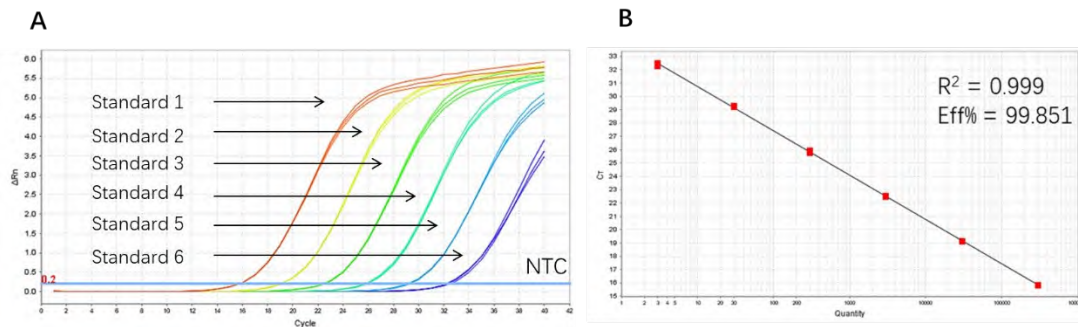 A
B
6.0
5.5
5.0
4.5
4.0
3.5
3.0
2.5
2.0
1.5
1.0
0.5
0.0
0.2
ΔRn
Standard 1
Standard 2
Standard 3
Standard 4
Standard 5
Standard 6
NTC
0 2 4 6 8 10 12 14 16 18 20 22 24 26 28 30 32 34 36 38 40 42
Cycle
33
32
31
30
29
28
27
26
25
24
23
22
21
20
19
18
17
16
15
CT
R² = 0.999
Eff% = 99.851
1 2 3 4 5 10 20 30 100 200 1000 10000 100000
Quantity